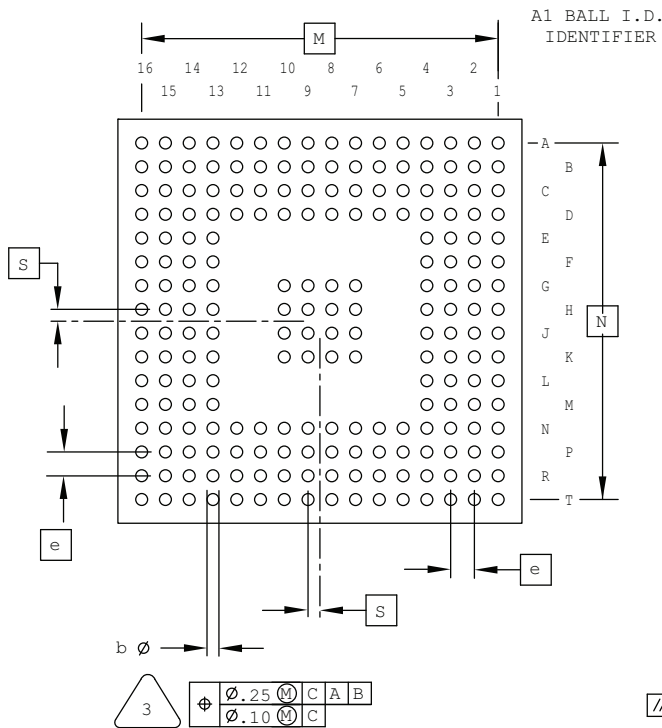 A1 BALL I.D.
IDENTIFIER
M
16 14 12 10 8 6 4 2
15 13 11 9 7 5 3 1
A
B
C
D
E
S
F
G
H
N
J
K
L
M
N
P
R
T
e
e
S
b Ø
3
⌖ Ø.25 Ⓜ C A B
Ø.10 Ⓜ C
//